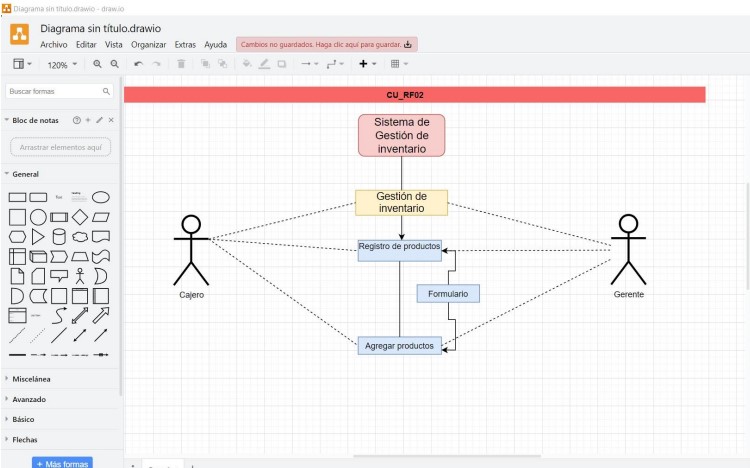 Diagrama sin título.drawio - draw.io
Diagrama sin título.drawio
Archivo Editar Vista Organizar Extras Ayuda Cambios no guardados. Haga clic aquí para guardar.
120%
Buscar formas
Bloc de notas
Arrastrar elementos aquí
General
Text
Misceláneа
Avanzado
Básico
Flechas
+ Más formas
CU_RF02
Sistema de
Gestión de
inventario
Gestión de
inventario
Registro de productos
Formulario
Cajero
Gerente
Agregar productos